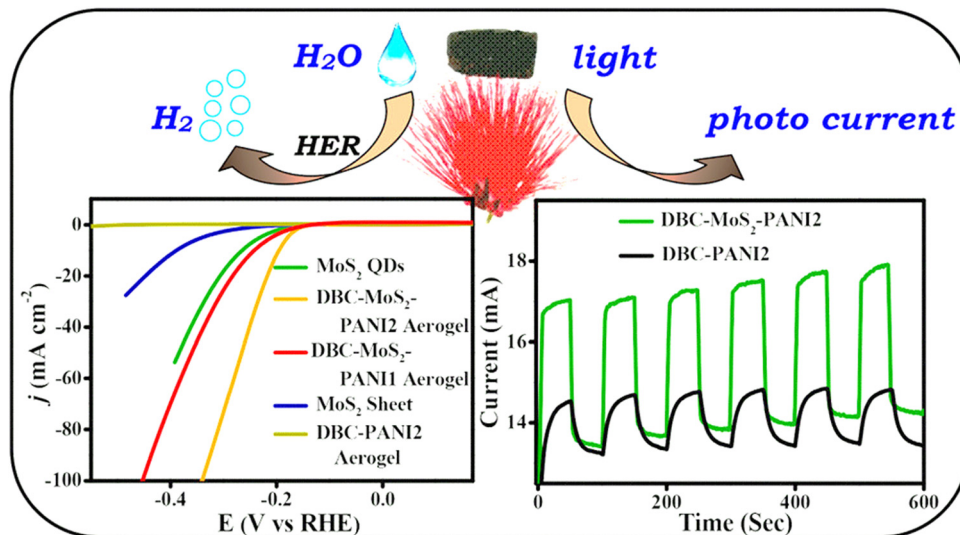 H₂O
light
H₂
HER
photo current
0
-20
-40
-60
-80
-100
j (mA cm⁻²)
MoS₂ QDs
DBC-MoS₂-
PANI2 Aerogel
DBC-MoS₂-
PANI1 Aerogel
MoS₂ Sheet
DBC-PANI2
Aerogel
-0.4
-0.2
0.0
E (V vs RHE)
DBC-MoS₂-PANI2
DBC-PANI2
18
16
14
Current (mA)
0
200
400
600
Time (Sec)